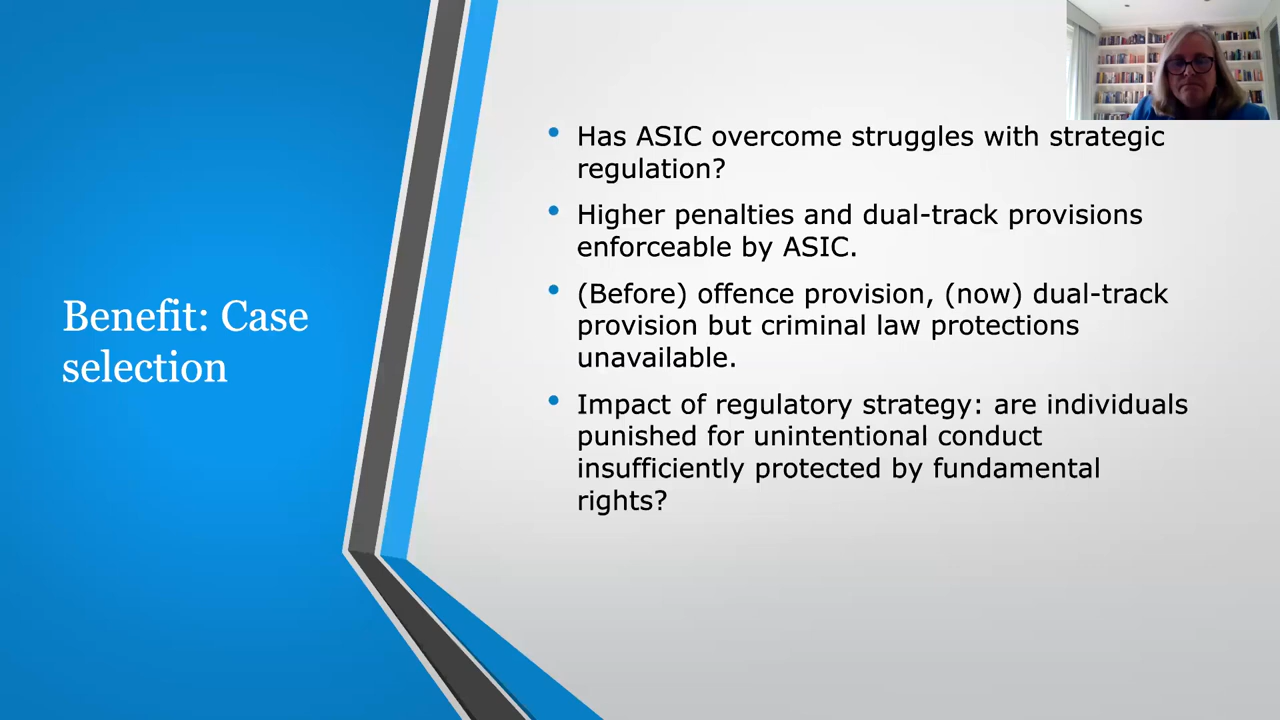 Benefit: Case
selection
• Has ASIC overcome struggles with strategic
regulation?
• Higher penalties and dual-track provisions
enforceable by ASIC.
• (Before) offence provision, (now) dual-track
provision but criminal law protections
unavailable.
• Impact of regulatory strategy: are individuals
punished for unintentional conduct
insufficiently protected by fundamental
rights?